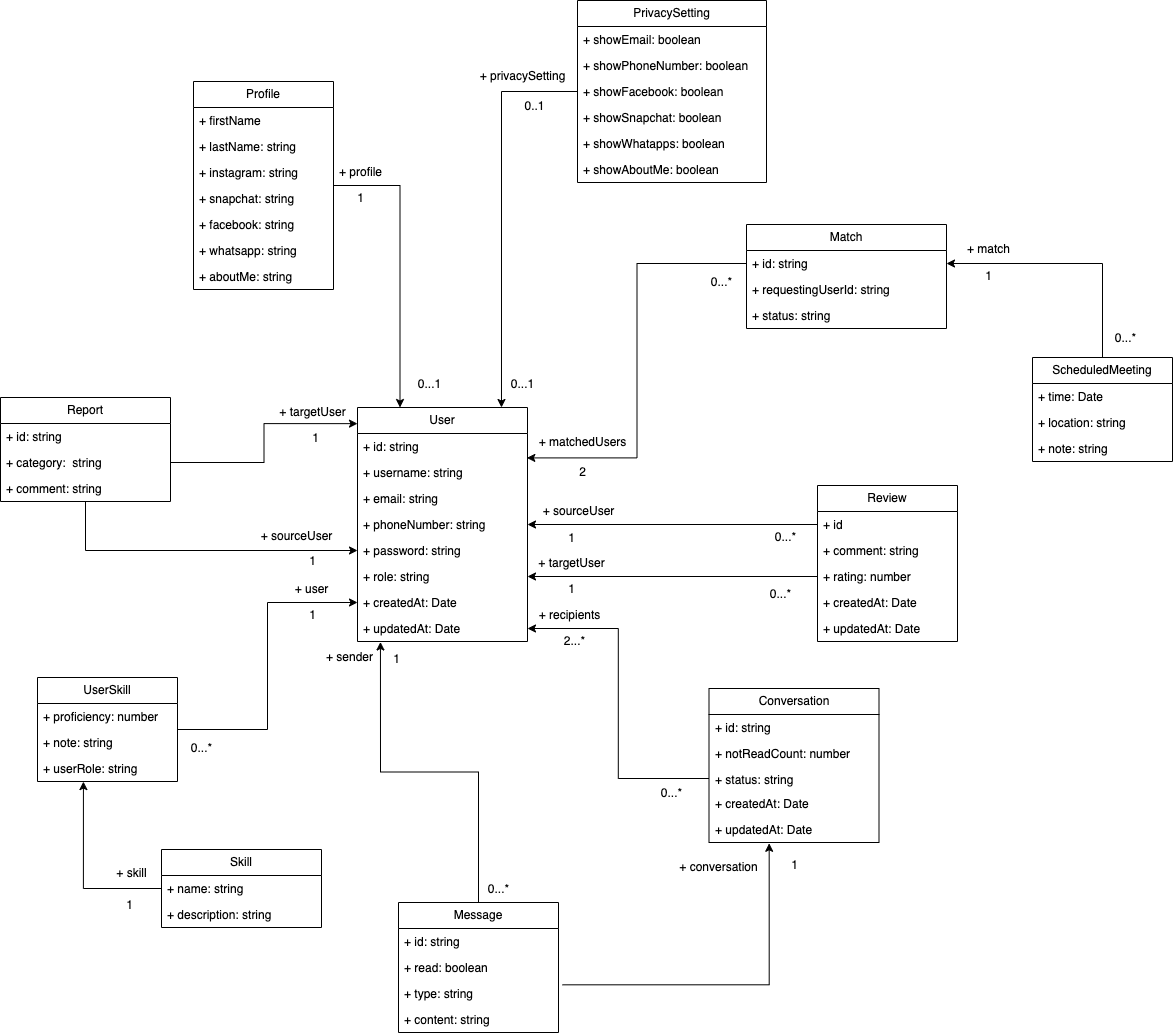 PrivacySetting
+ showEmail: boolean
+ showPhoneNumber: boolean
+ showFacebook: boolean
+ showSnapchat: boolean
+ showWhatapps: boolean
+ showAboutMe: boolean
+ privacySetting
0..1
0...1
Profile
+ firstName
+ lastName: string
+ instagram: string
+ snapchat: string
+ facebook: string
+ whatsapp: string
+ aboutMe: string
+ profile
1
0...1
Match
+ id: string
+ requestingUserId: string
+ status: string
0...*
+ matchedUsers
2
+ match
1
0...*
ScheduledMeeting
+ time: Date
+ location: string
+ note: string
Report
+ id: string
+ category:  string
+ comment: string
+ targetUser
1
+ sourceUser
1
User
+ id: string
+ username: string
+ email: string
+ phoneNumber: string
+ password: string
+ role: string
+ createdAt: Date
+ updatedAt: Date
Review
+ id
+ comment: string
+ rating: number
+ createdAt: Date
+ updatedAt: Date
+ sourceUser
1
0...*
+ targetUser
1
0...*
+ recipients
2...*
0...*
+ user
1
0...*
+ sender
1
0...*
UserSkill
+ proficiency: number
+ note: string
+ userRole: string
+ skill
1
Skill
+ name: string
+ description: string
Conversation
+ id: string
+ notReadCount: number
+ status: string
+ createdAt: Date
+ updatedAt: Date
+ conversation
1
Message
+ id: string
+ read: boolean
+ type: string
+ content: string